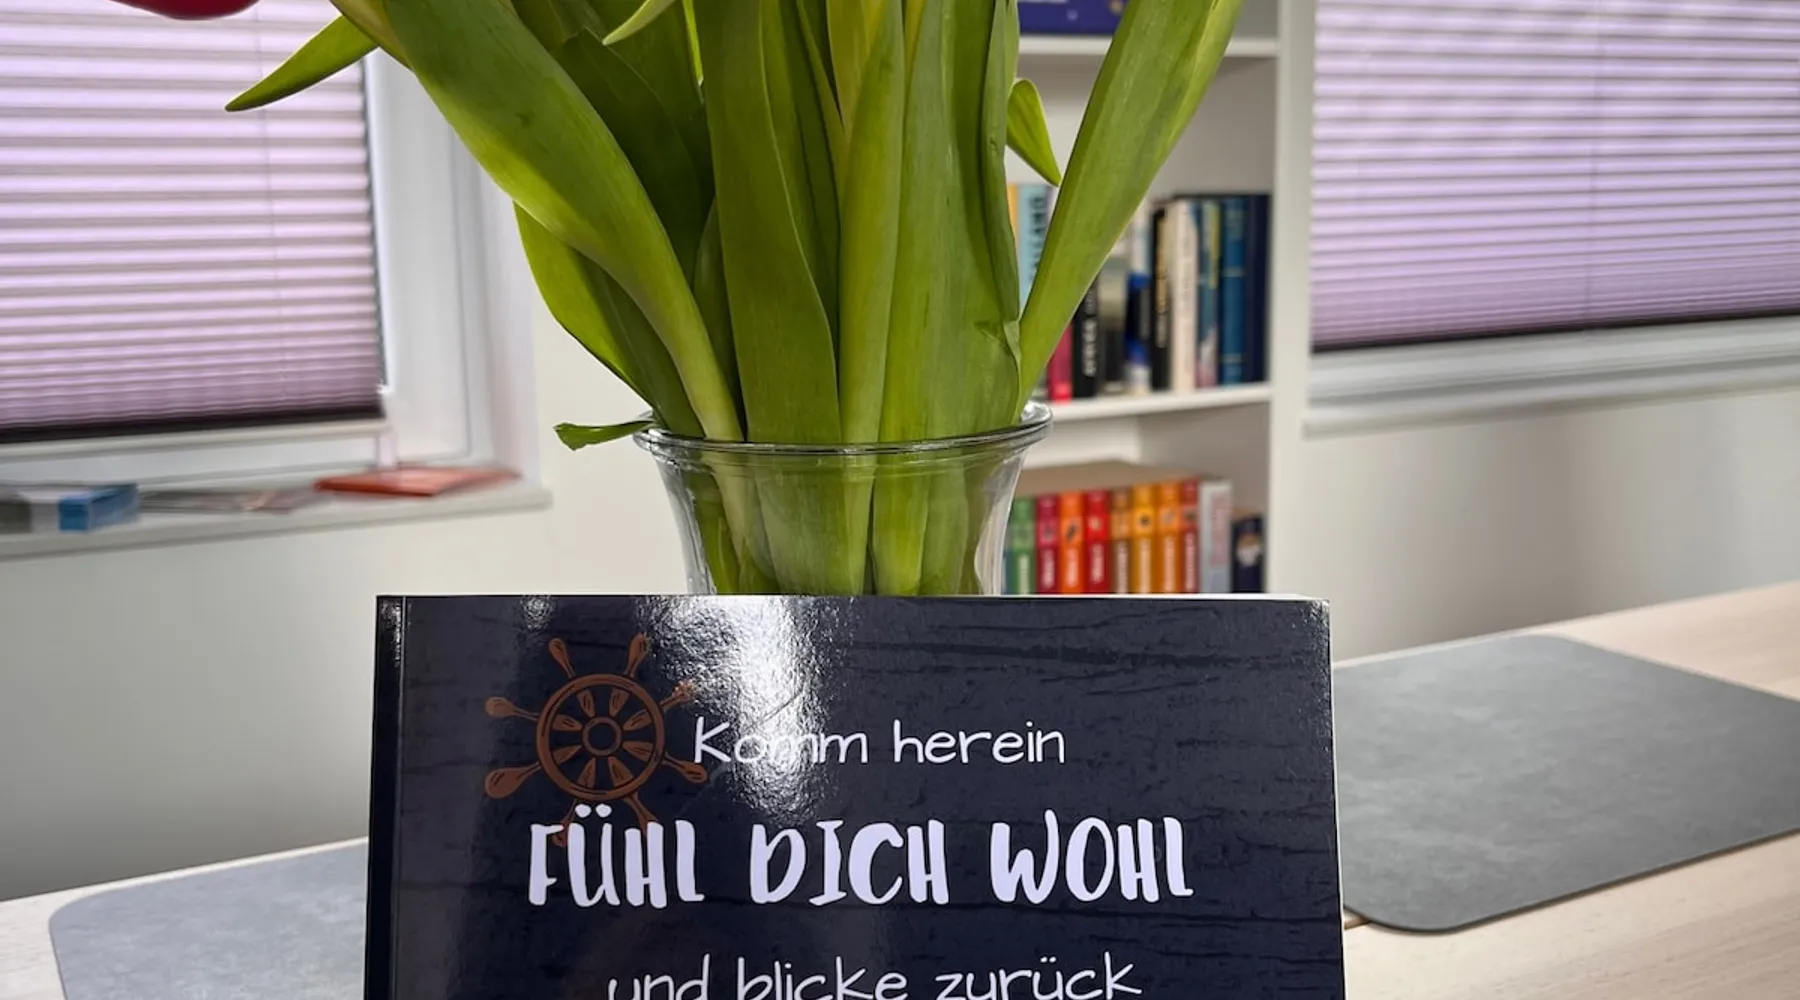 Komm herein
FÜHL DICH WOHL
und blicke zurück